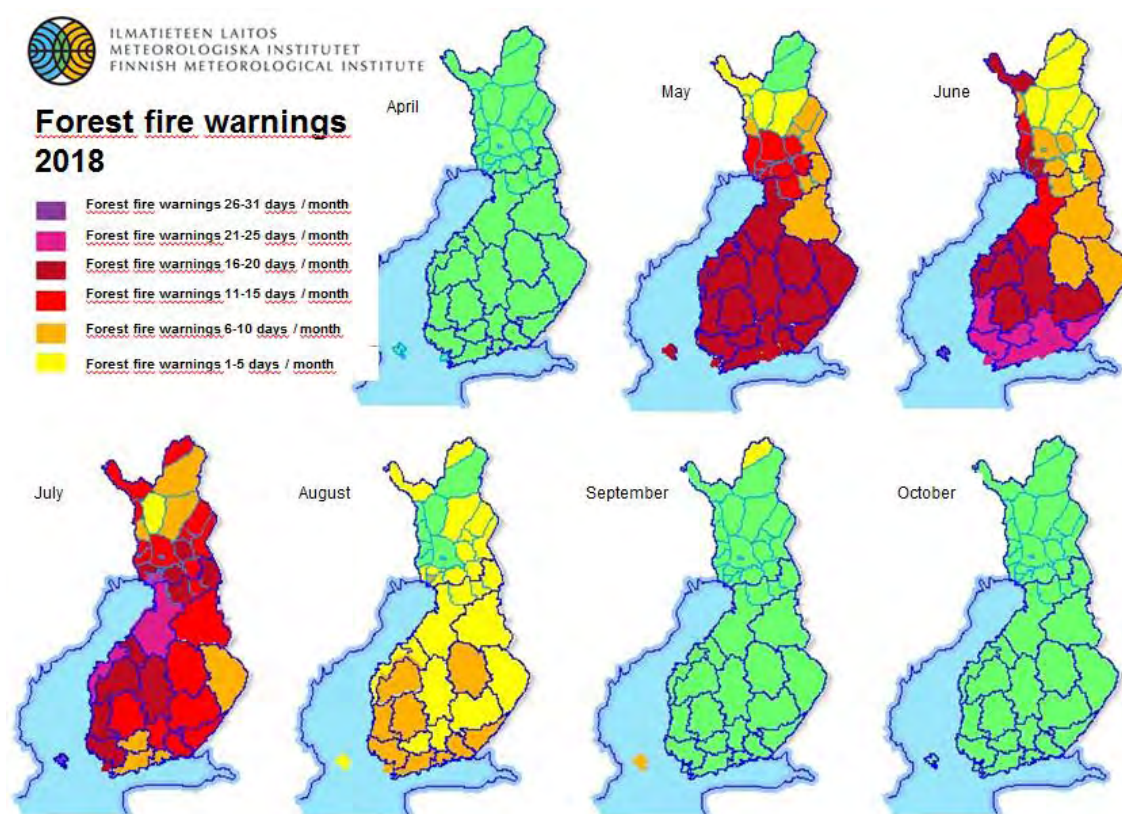 ILMATIETEEN LAITOS
METEOROLOGISKA INSTITUTET
FINNISH METEOROLOGICAL INSTITUTE
Forest fire warnings
2018
Forest fire warnings 26-31 days / month
Forest fire warnings 21-25 days / month
Forest fire warnings 16-20 days / month
Forest fire warnings 11-15 days / month
Forest fire warnings 6-10 days / month
Forest fire warnings 1-5 days / month
April
May
June
July
August
September
October